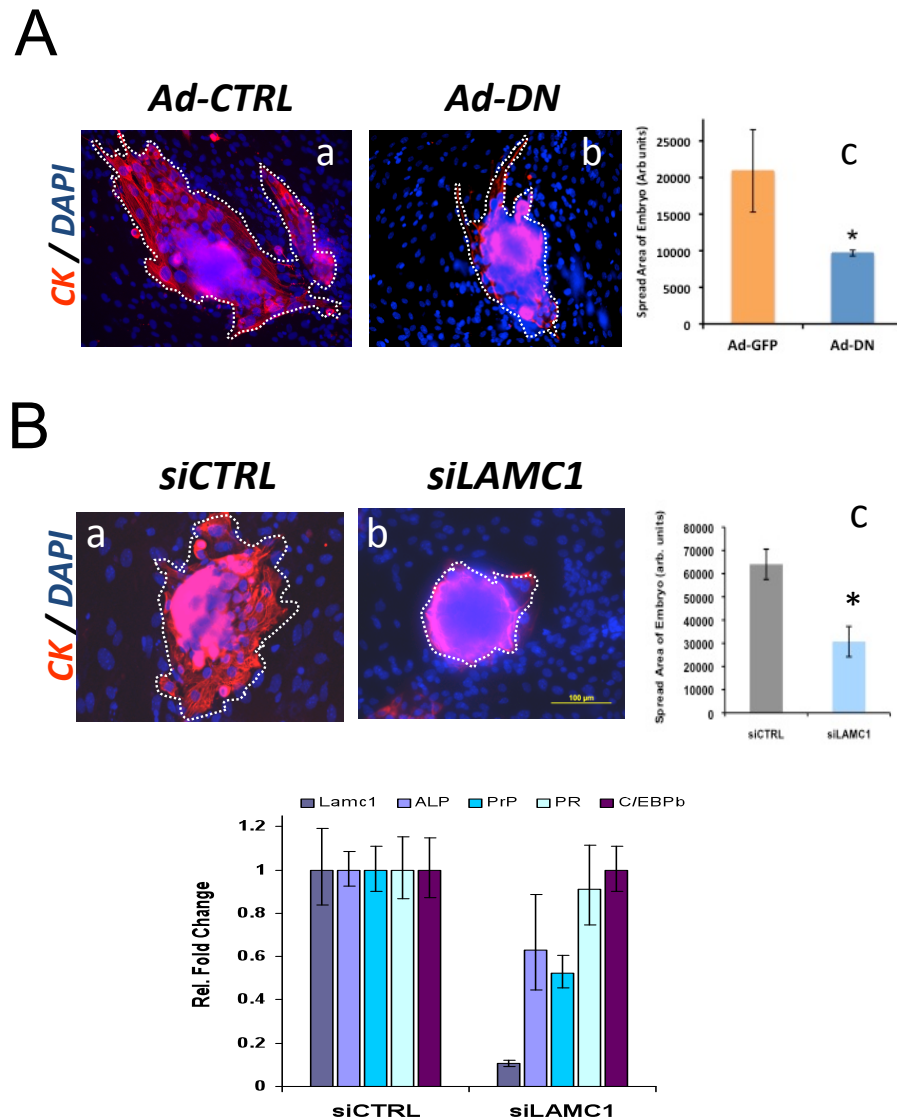 A
Ad-CTRL
Ad-DN
CK / DAPI
a
b
c
Spread Area of Embryo (Arb units)
25000
20000
15000
10000
5000
0
*
Ad-GFP
Ad-DN
B
siCTRL
siLAMC1
CK / DAPI
a
b
100 µm
c
Spread Area of Embryo (arb. units)
80000
70000
60000
50000
40000
30000
20000
10000
0
*
siCTRL
siLAMC1
Lamc1 ALP PrP PR C/EBPb
Rel. Fold Change
1.2
1
0.8
0.6
0.4
0.2
0
siCTRL
siLAMC1